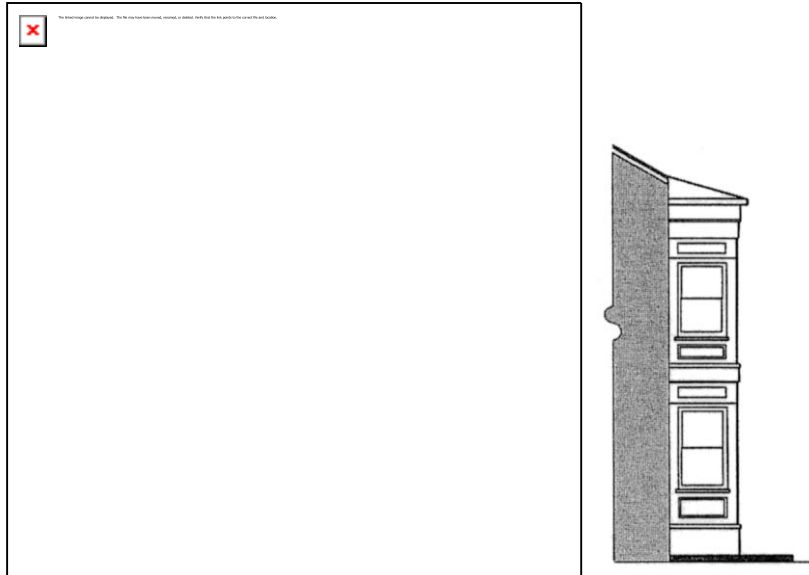 The linked image cannot be displayed.  The file may have been moved, renamed, or deleted. Verify that the link points to the correct file and location.